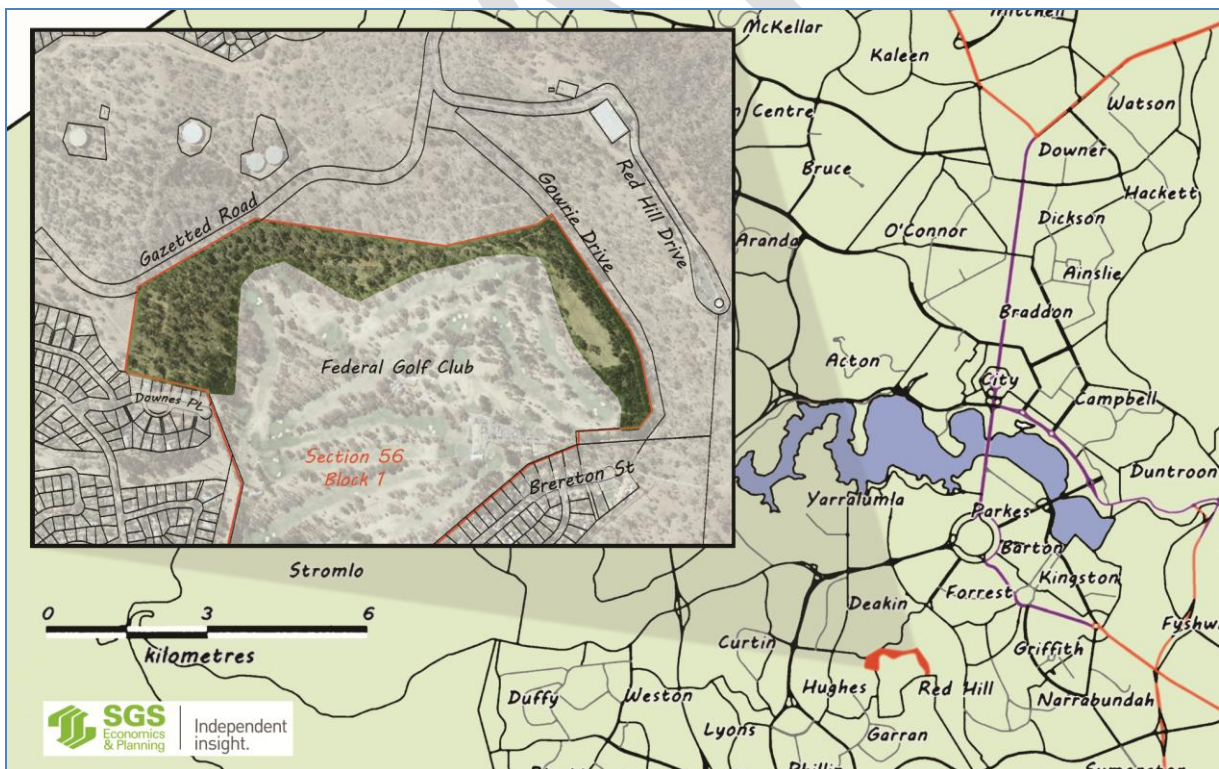 Gazetted Road
Gowrie Drive
Red Hill Drive
Federal Golf Club
Downes PL
Section 56
Block 1
Brereton St
Mitchell
McKellar
Kaleen
Watson
Centre
Downer
Bruce
Hackett
Dickson
O'Connor
Aranda
Ainslie
Braddon
Acton
City
Campbell
Duntroon
Yarralumla
Parkes
Barton
Stromlo
Kingston
Forrest
Deakin
Curtin
Griffith
Hughes
Red Hill
Narrabundah
Duffy
Weston
Lyons
Garran
0 3 6
kilometres
SGS
Economics
& Planning
Independent
insight.